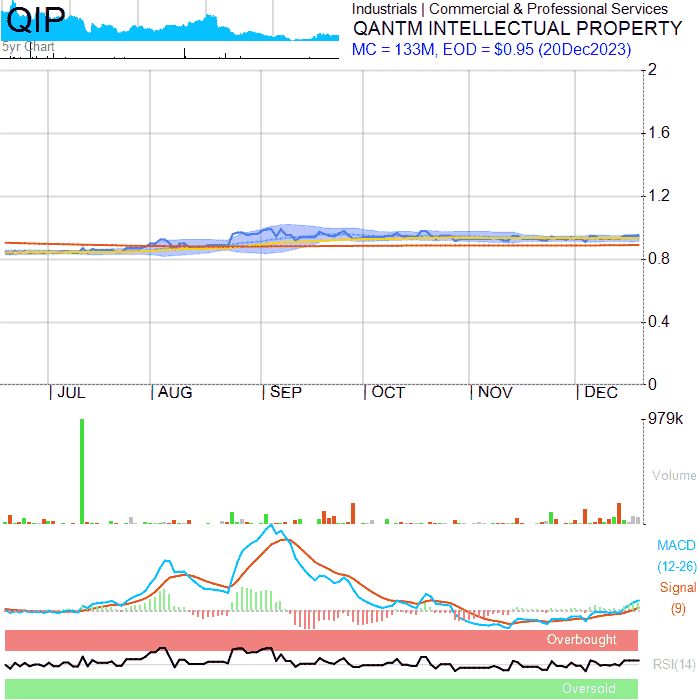 QIP
5yr Chart
Industrials | Commercial & Professional Services
QANTM INTELLECTUAL PROPERTY
MC = 133M, EOD = $0.95 (20Dec2023)
2
1.6
1.2
0.8
0.4
0
JUL AUG SEP OCT NOV DEC
979k
Volume
MACD
(12-26)
Signal
(9)
Overbought
RSI(14)
Oversold